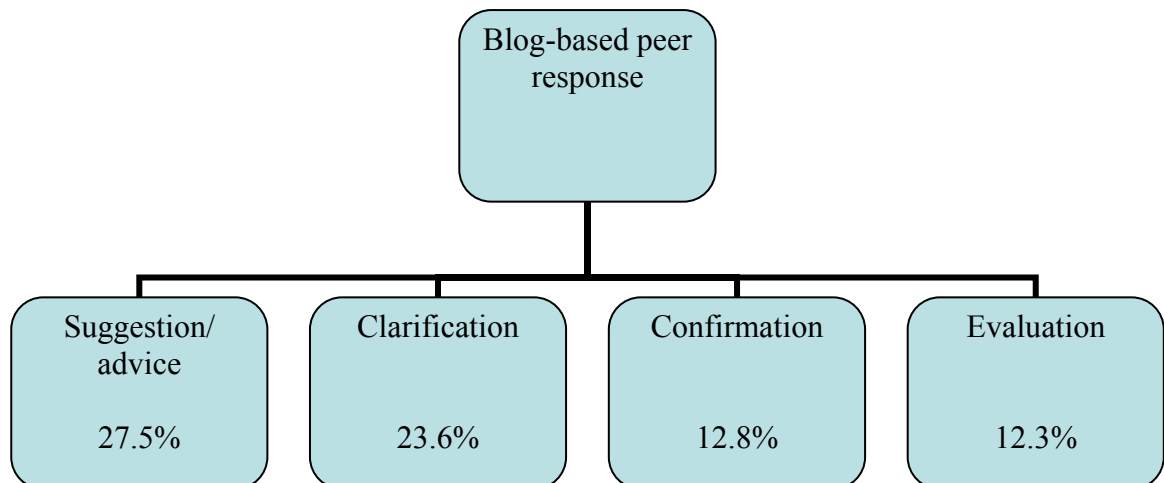 Blog-based peer
response
Suggestion/
advice
27.5%
Clarification
23.6%
Confirmation
12.8%
Evaluation
12.3%